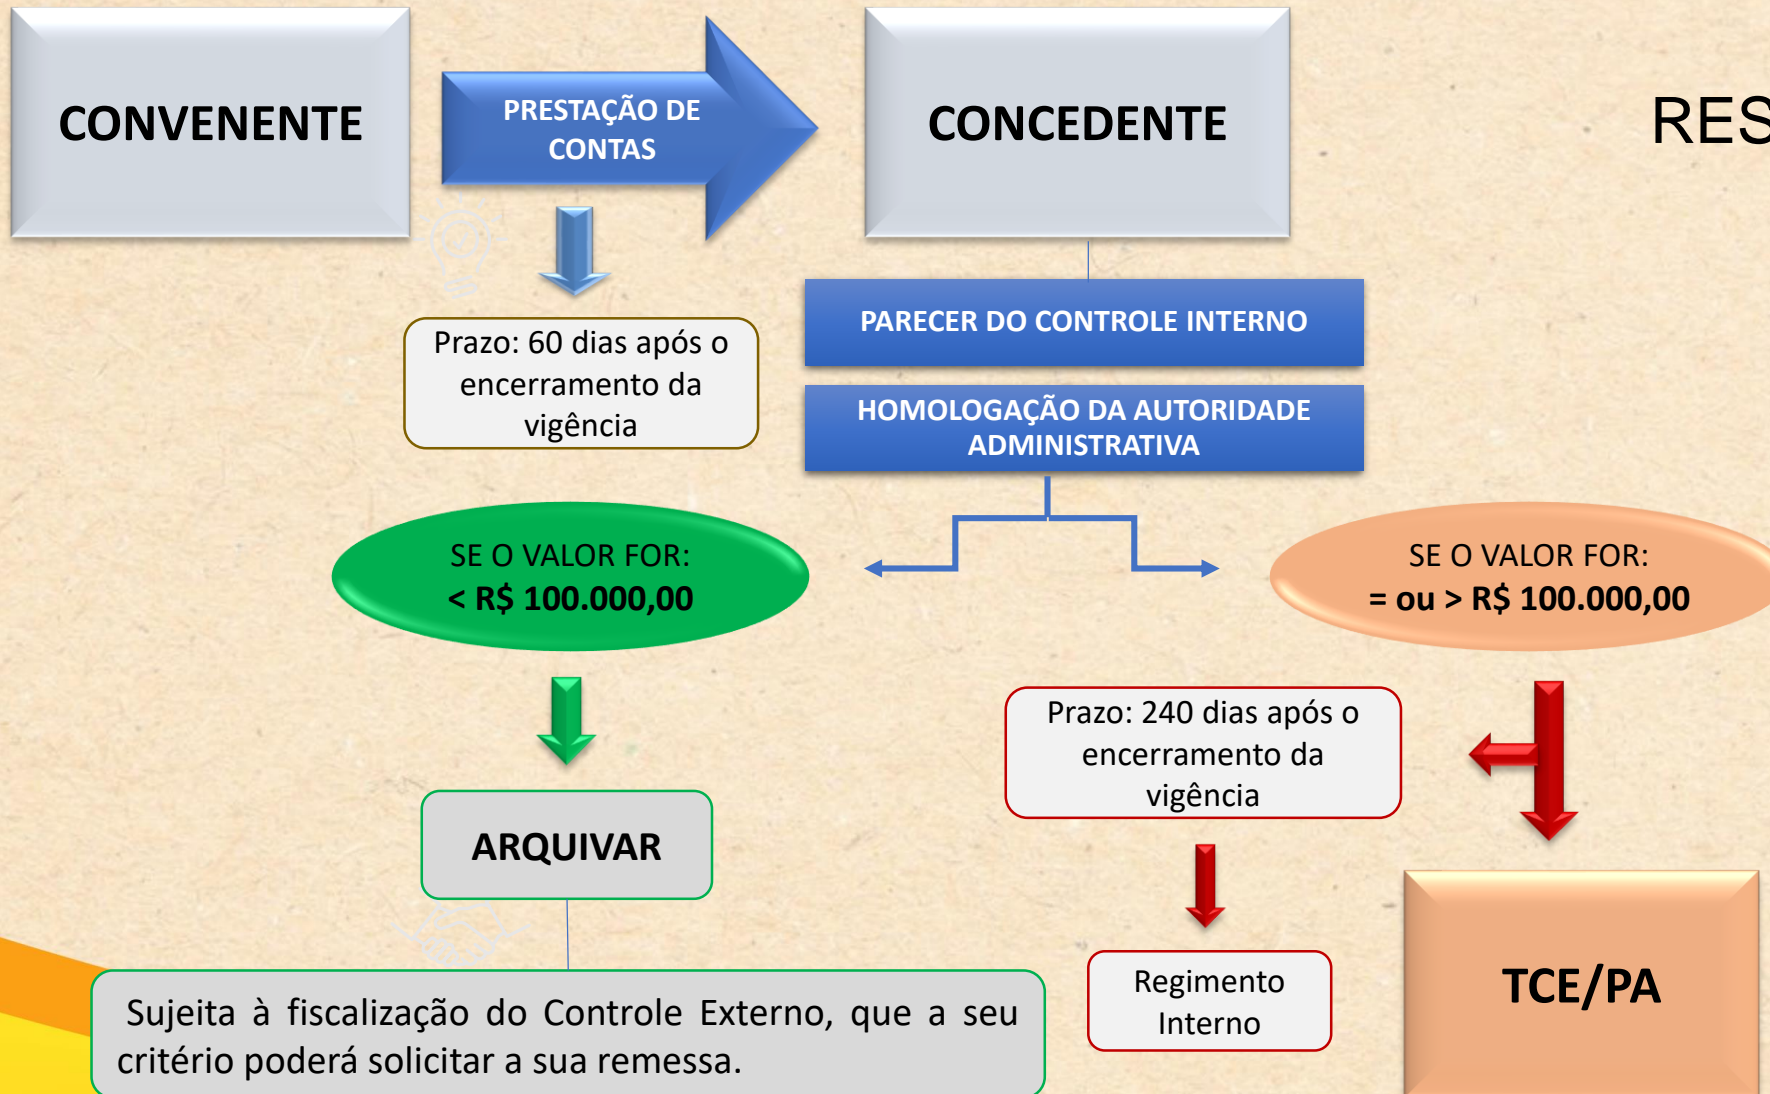 CONVENENTE
PRESTAÇÃO DE
CONTAS
CONCEDENTE
RES
PARECER DO CONTROLE INTERNO
Prazo: 60 dias após o
encerramento da
vigência
HOMOLOGAÇÃO DA AUTORIDADE
ADMINISTRATIVA
SE O VALOR FOR:
< R$ 100.000,00
SE O VALOR FOR:
= ou > R$ 100.000,00
Prazo: 240 dias após o
encerramento da
vigência
ARQUIVAR
Regimento
Interno
TCE/PA
Sujeita à fiscalização do Controle Externo, que a seu
critério poderá solicitar a sua remessa.